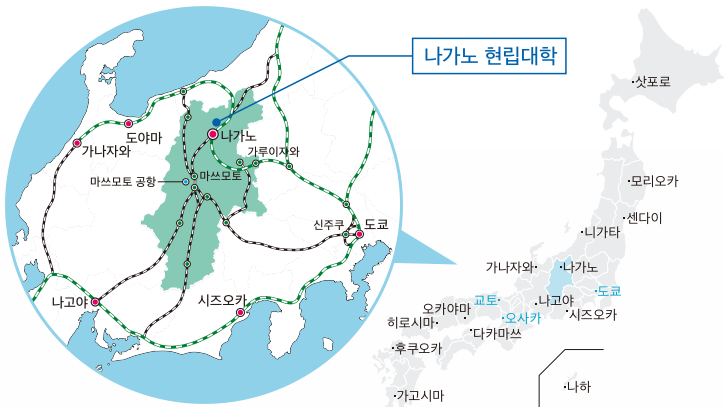 나가노 현립대학
삿포로
도야마
가나자와
나가노
가루이자와
마쓰모토 공항
마쓰모토
신주쿠
도쿄
나고야
시즈오카
모리오카
센다이
니가타
가나자와
나가노
도쿄
교토
나고야
오카야마
오사카
시즈오카
히로시마
다카마쓰
후쿠오카
나하
가고시마